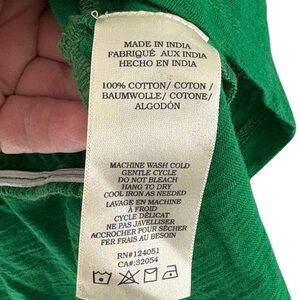 MADE IN INDIA
FABRIQUÉ AUX INDIA
HECHO EN INDIA
100% COTTON/ COTON /
BAUMWOLLE/ COTONE/
ALGODÓN
MACHINE WASH COLD
GENTLE CYCLE
DO NOT BLEACH
HANG TO DRY
COOL IRON AS NEEDED
LAVAGE EN MACHINE
À FROID
CYCLE DÉLICAT
NE PAS JAVELLISER
ACCROCHER POUR SÉCHER
FER FRAIS AU BESOIN
RN#124051
CA#:32054